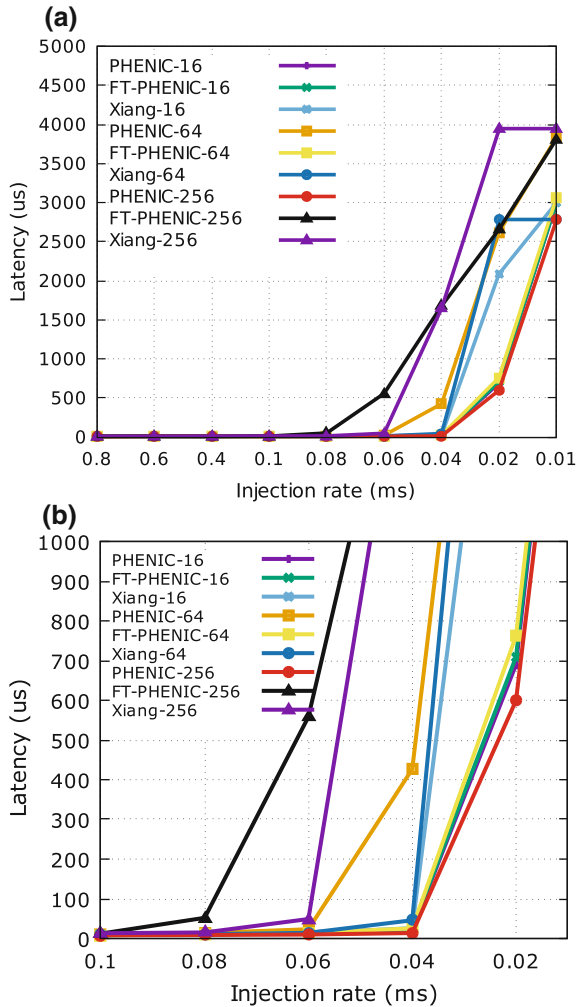 (a)
5000
4500
4000
3500
3000
2500
2000
1500
1000
500
0
Latency (us)
PHENIC-16
FT-PHENIC-16
Xiang-16
PHENIC-64
FT-PHENIC-64
Xiang-64
PHENIC-256
FT-PHENIC-256
Xiang-256
0.8 0.6 0.4 0.1 0.08 0.06 0.04 0.02 0.01
Injection rate (ms)
(b)
1000
900
800
700
600
500
400
300
200
100
0
Latency (us)
PHENIC-16
FT-PHENIC-16
Xiang-16
PHENIC-64
FT-PHENIC-64
Xiang-64
PHENIC-256
FT-PHENIC-256
Xiang-256
0.1 0.08 0.06 0.04 0.02
Injection rate (ms)